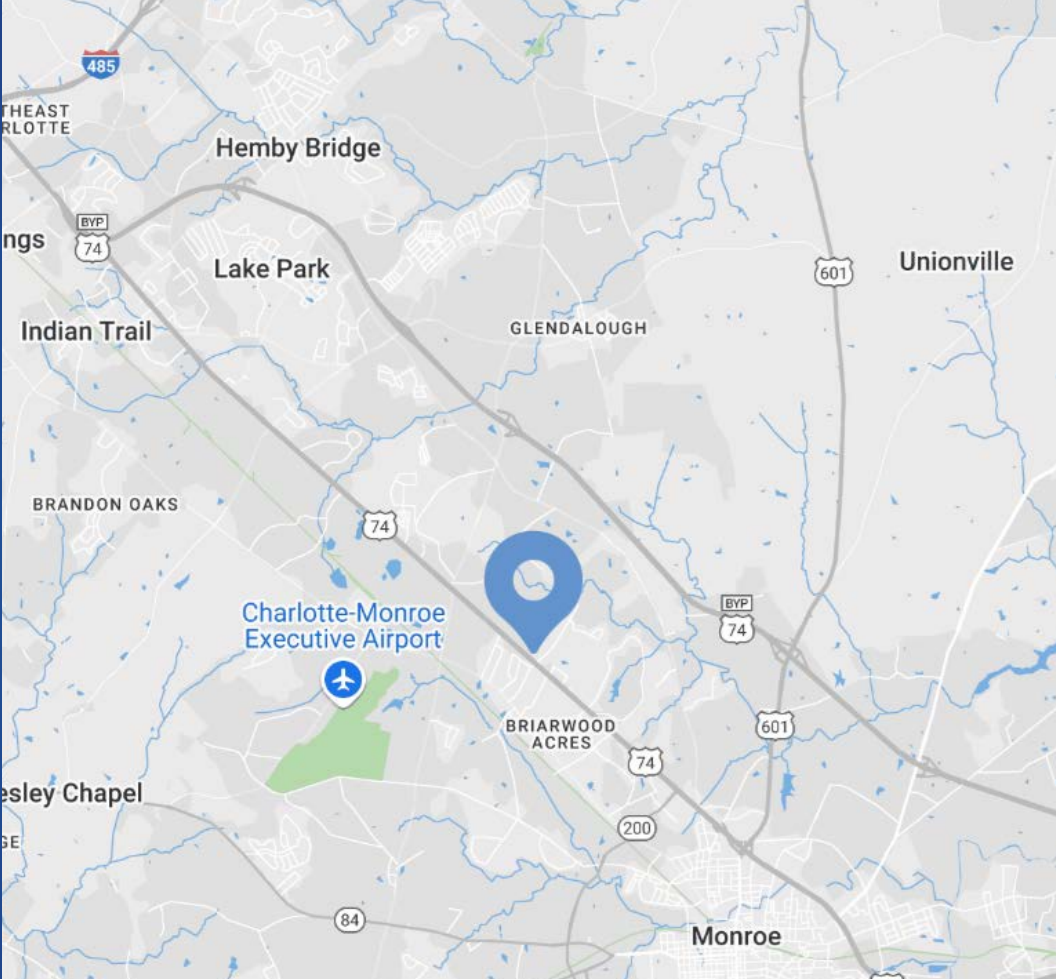 485
THEAST
RLOTTE
Hemby Bridge
BYP
74
ngs
Lake Park
601
Unionville
Indian Trail
GLENDALOUGH
BRANDON OAKS
74
Charlotte-Monroe
Executive Airport
BYP
74
BRIARWOOD
ACRES
601
74
esley Chapel
200
GE
84
Monroe